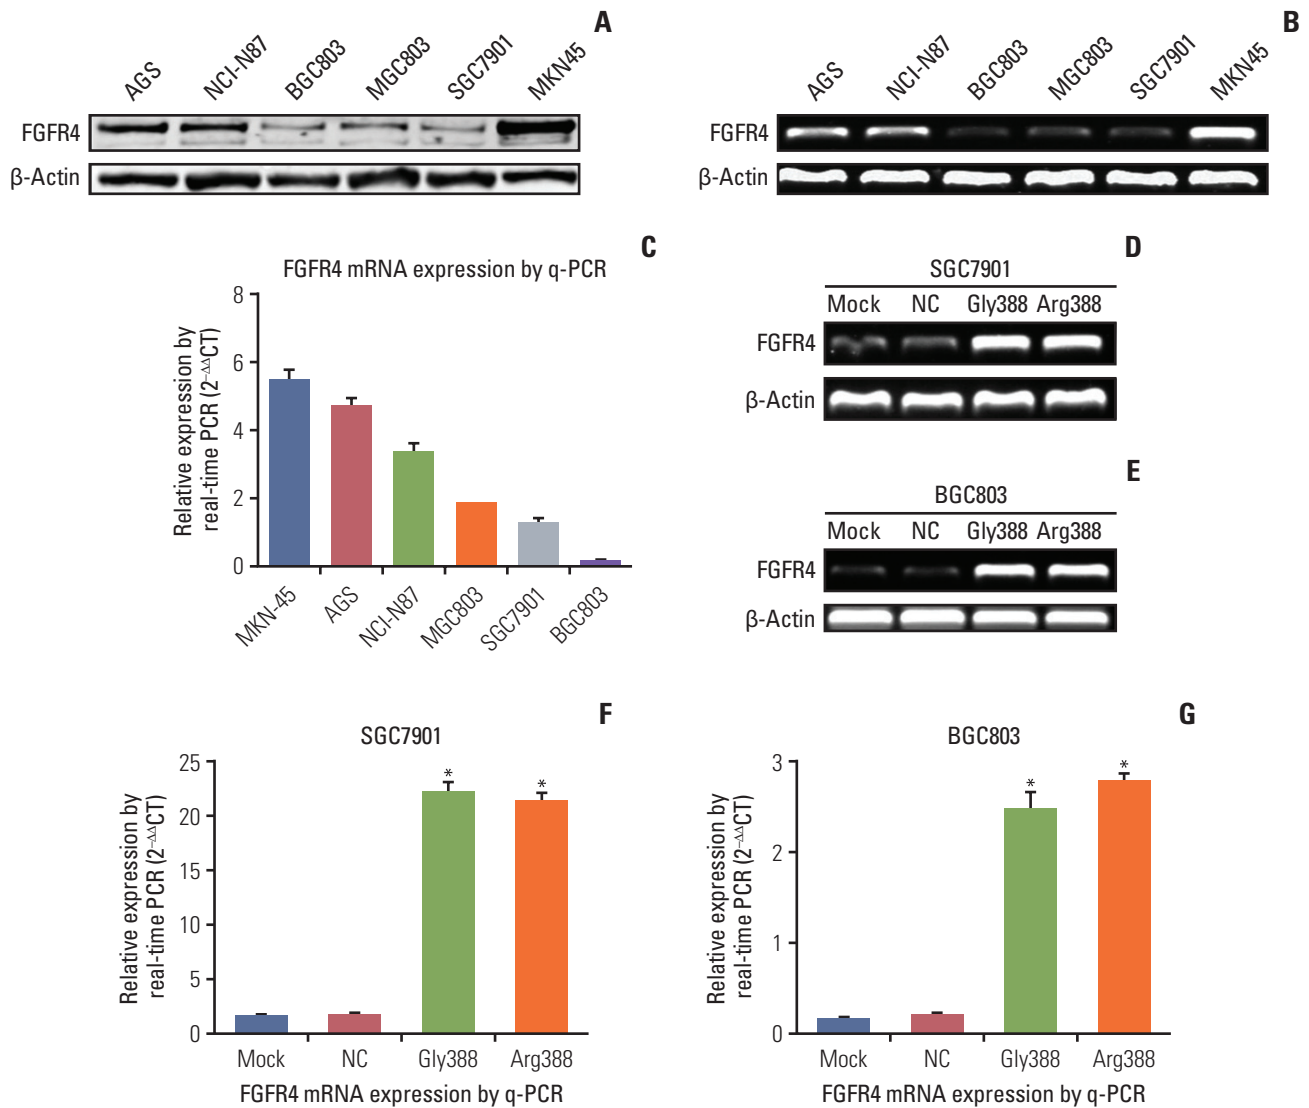 A
AGS NCI-N87 BGC803 MGC803 SGC7901 MKN45
FGFR4
β-Actin
B
AGS NCI-N87 BGC803 MGC803 SGC7901 MKN45
FGFR4
β-Actin
C
FGFR4 mRNA expression by q-PCR
Relative expression by
real-time PCR (2⁻ΔΔCT)
8
6
4
2
0
MKN-45 AGS NCI-N87 MGC803 SGC7901 BGC803
D
SGC7901
Mock NC Gly388 Arg388
FGFR4
β-Actin
E
BGC803
Mock NC Gly388 Arg388
FGFR4
β-Actin
F
SGC7901
Relative expression by
real-time PCR (2⁻ΔΔCT)
25
20
15
10
5
0
* *
Mock NC Gly388 Arg388
FGFR4 mRNA expression by q-PCR
G
BGC803
Relative expression by
real-time PCR (2⁻ΔΔCT)
3
2
1
0
* *
Mock NC Gly388 Arg388
FGFR4 mRNA expression by q-PCR